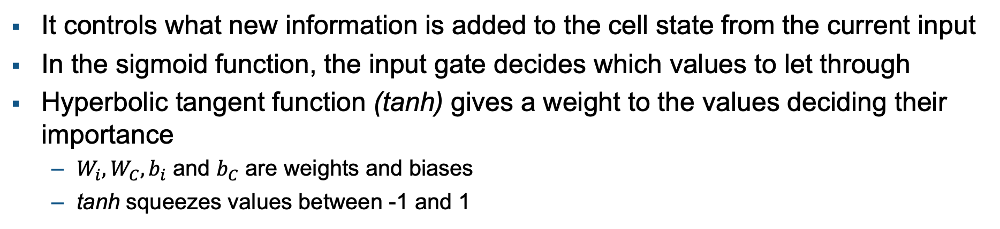 ▪ It controls what new information is added to the cell state from the current input
▪ In the sigmoid function, the input gate decides which values to let through
▪ Hyperbolic tangent function (tanh) gives a weight to the values deciding their
importance
– Wᵢ, W_C, bᵢ and b_C are weights and biases
– tanh squeezes values between -1 and 1